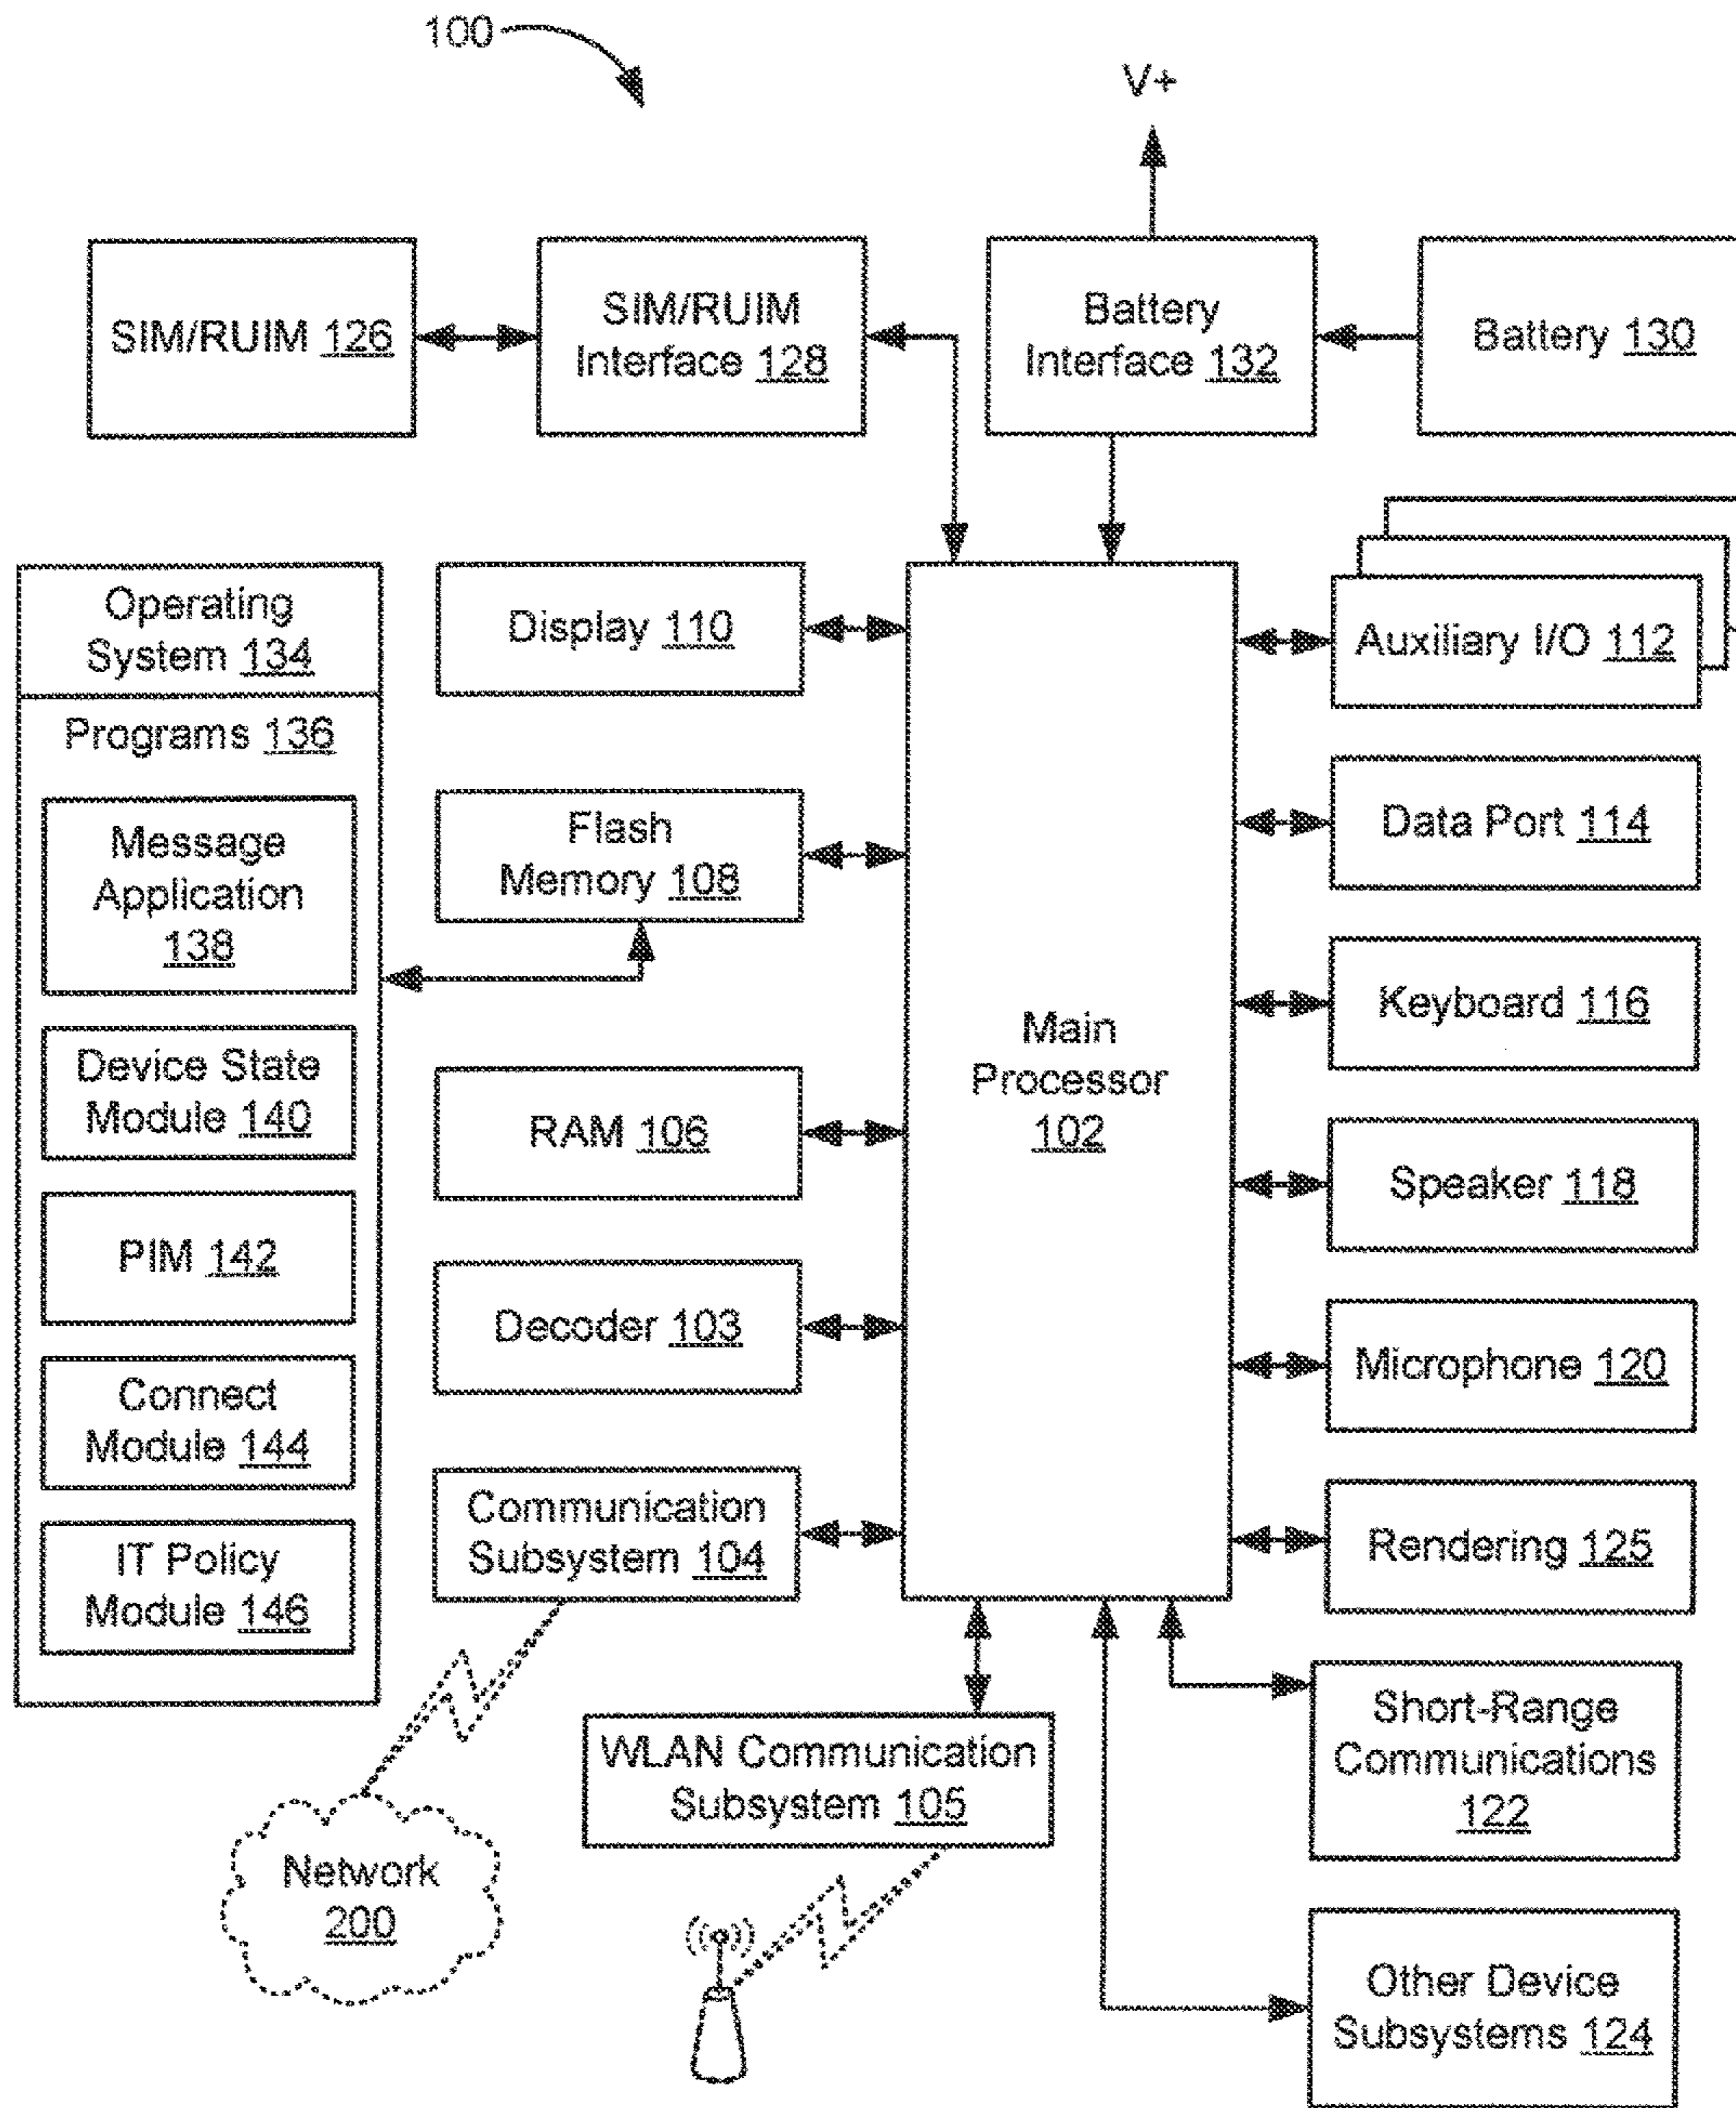 100
V+
SIM/RUIM 126
SIM/RUIM
Interface 128
Battery
Interface 132
Battery 130
Operating
System 134
Programs 136
Message
Application
138
Device State
Module 140
PIM 142
Connect
Module 144
IT Policy
Module 146
Display 110
Flash
Memory 108
RAM 106
Decoder 103
Communication
Subsystem 104
Main
Processor
102
Auxiliary I/O 112
Data Port 114
Keyboard 116
Speaker 118
Microphone 120
Rendering 125
Short-Range
Communications
122
Other Device
Subsystems 124
WLAN Communication
Subsystem 105
Network
200